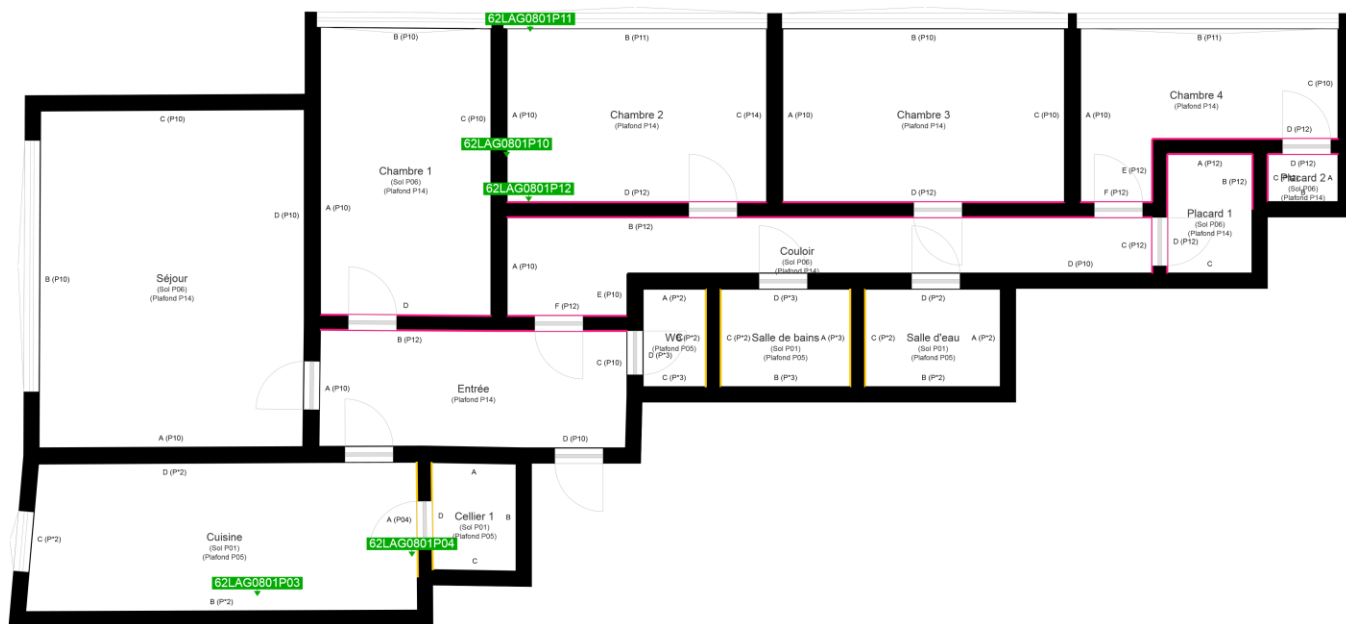 62LAG0801P11
B (P10)
B (P11)
B (P10)
B (P11)
C (P10)
C (P10)
A (P10)
Chambre 2
(Plafond P14)
C (P14)
A (P10)
Chambre 3
(Plafond P14)
C (P10)
A (P10)
Chambre 4
(Plafond P14)
C (P10)
D (P12)
62LAG0801P10
Chambre 1
(Sol P06)
(Plafond P14)
A (P10)
D (P10)
62LAG0801P12
D (P12)
D (P12)
E (P12)
F (P12)
A (P12)
B (P12)
Placard 1
(Sol P06)
(Plafond P14)
D (P12)
C
D (P12)
Placard 2
A
(Sol P06)
B
(Plafond P14)
B (P12)
Couloir
(Sol P06)
(Plafond P14)
C (P12)
D (P10)
A (P10)
E (P10)
F (P12)
B (P10)
Séjour
(Sol P06)
(Plafond P14)
A (P10)
D
B (P12)
A (P10)
Entrée
(Plafond P14)
C (P10)
D (P10)
A (P*2)
WC
C (P*2)
(Plafond P05)
D (P*3)
C (P*3)
D (P*3)
C (P*2)
Salle de bains
A (P*3)
(Sol P01)
(Plafond P05)
B (P*3)
D (P*2)
C (P*2)
Salle d'eau
A (P*2)
(Sol P01)
(Plafond P05)
B (P*2)
D (P*2)
C (P*2)
Cuisine
(Sol P01)
(Plafond P05)
A (P04)
62LAG0801P04
62LAG0801P03
B (P*2)
A
D
Cellier 1
B
(Sol P01)
(Plafond P05)
C